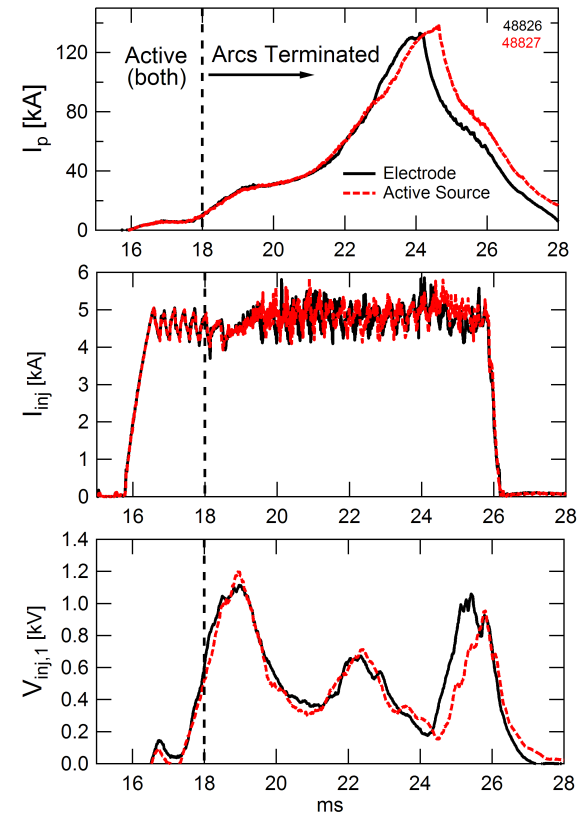 48826
48827
Active
(both)
Arcs Terminated
Electrode
Active Source
Ip [kA]
120
80
40
0
16 18 20 22 24 26 28
Iinj [kA]
6
5
4
3
2
1
0
16 18 20 22 24 26 28
Vinj,1 [kV]
1.4
1.2
1.0
0.8
0.6
0.4
0.2
0.0
16 18 20 22 24 26 28
ms